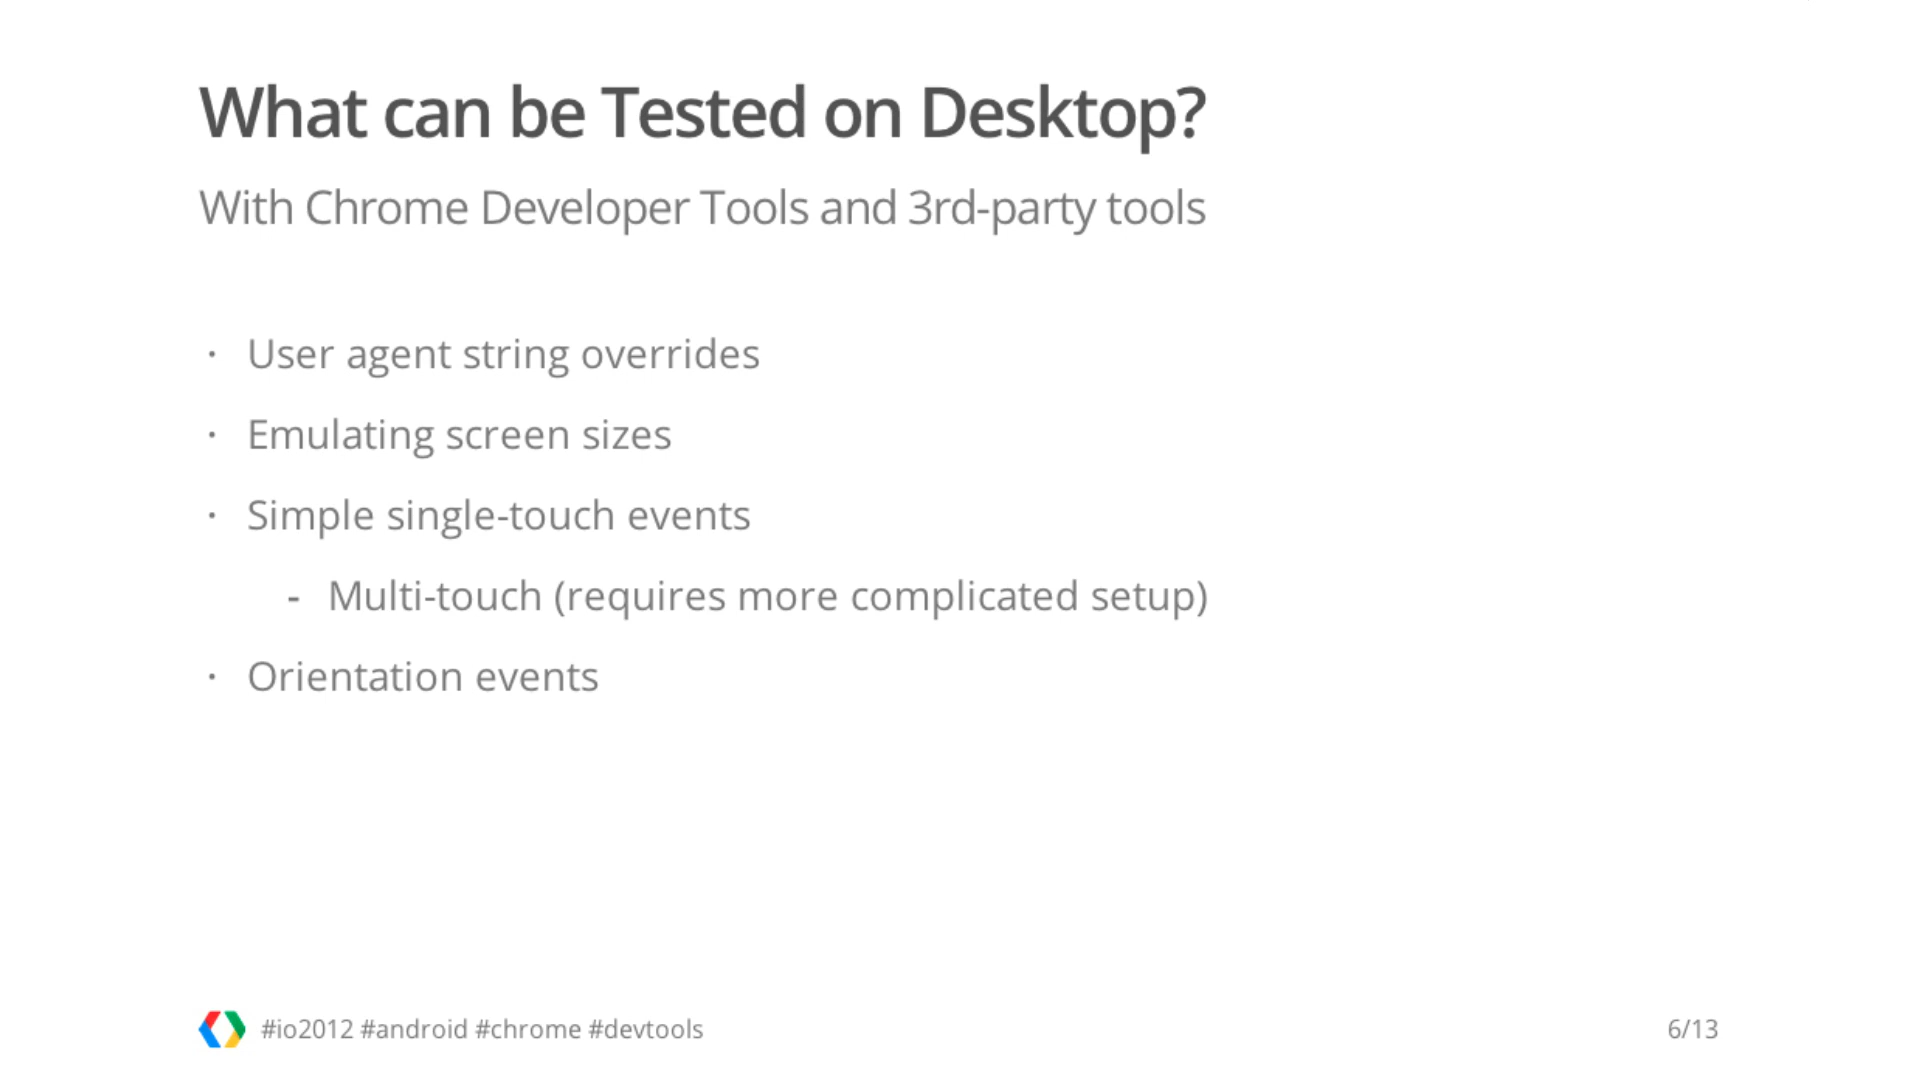 What can be Tested on Desktop?
With Chrome Developer Tools and 3rd-party tools
· User agent string overrides
· Emulating screen sizes
· Simple single-touch events
- Multi-touch (requires more complicated setup)
· Orientation events
#io2012 #android #chrome #devtools
6/13